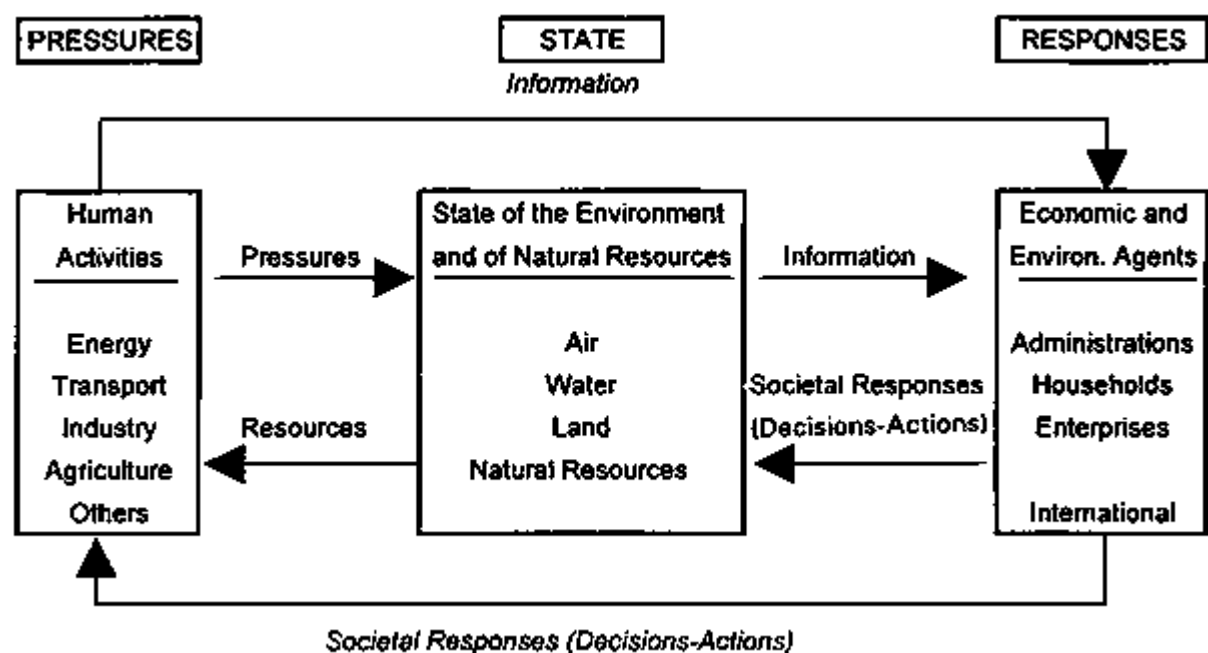 PRESSURES
STATE
RESPONSES
Information
Human
Activities
Energy
Transport
Industry
Agriculture
Others
Pressures
Resources
State of the Environment
and of Natural Resources
Air
Water
Land
Natural Resources
Information
Societal Responses
(Decisions-Actions)
Economic and
Environ. Agents
Administrations
Households
Enterprises
International
Societal Responses (Decisions-Actions)